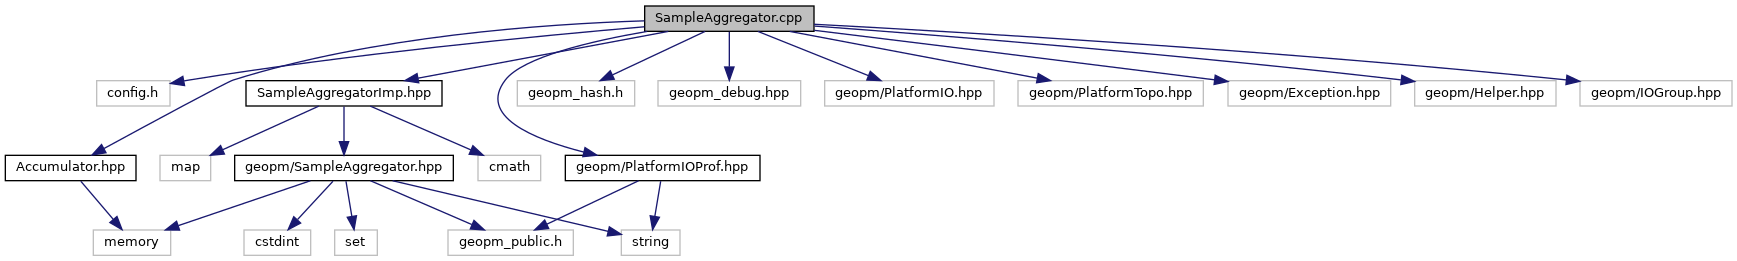 SampleAggregator.cpp
config.h
SampleAggregatorImp.hpp
geopm_hash.h
geopm_debug.hpp
geopm/PlatformIO.hpp
geopm/PlatformTopo.hpp
geopm/Exception.hpp
geopm/Helper.hpp
geopm/IOGroup.hpp
Accumulator.hpp
map
geopm/SampleAggregator.hpp
cmath
geopm/PlatformIOProf.hpp
memory
cstdint
set
geopm_public.h
string